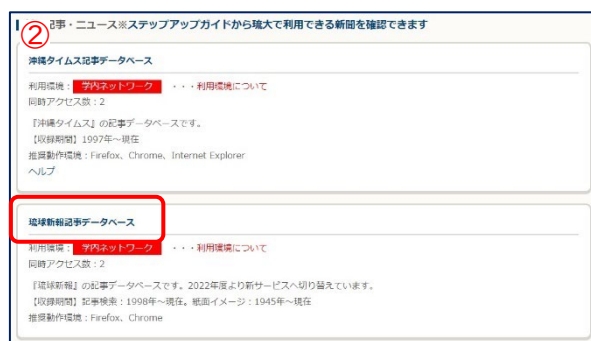 ②
記事・ニュース※ステップアップガイドから琉大で利用できる新聞を確認できます
沖縄タイムス記事データベース
利用環境： 学内ネットワーク ・・・利用環境について
同時アクセス数：2
『沖縄タイムス』の記事データベースです。
【収録期間】1997年～現在
推奨動作環境：Firefox、Chrome、Internet Explorer
ヘルプ
琉球新報記事データベース
利用環境： 学内ネットワーク ・・・利用環境について
同時アクセス数：2
『琉球新報』の記事データベースです。2022年度より新サービスへ切り替えています。
【収録期間】記事検索：1998年～現在。紙面イメージ：1945年～現在
推奨動作環境：Firefox、Chrome